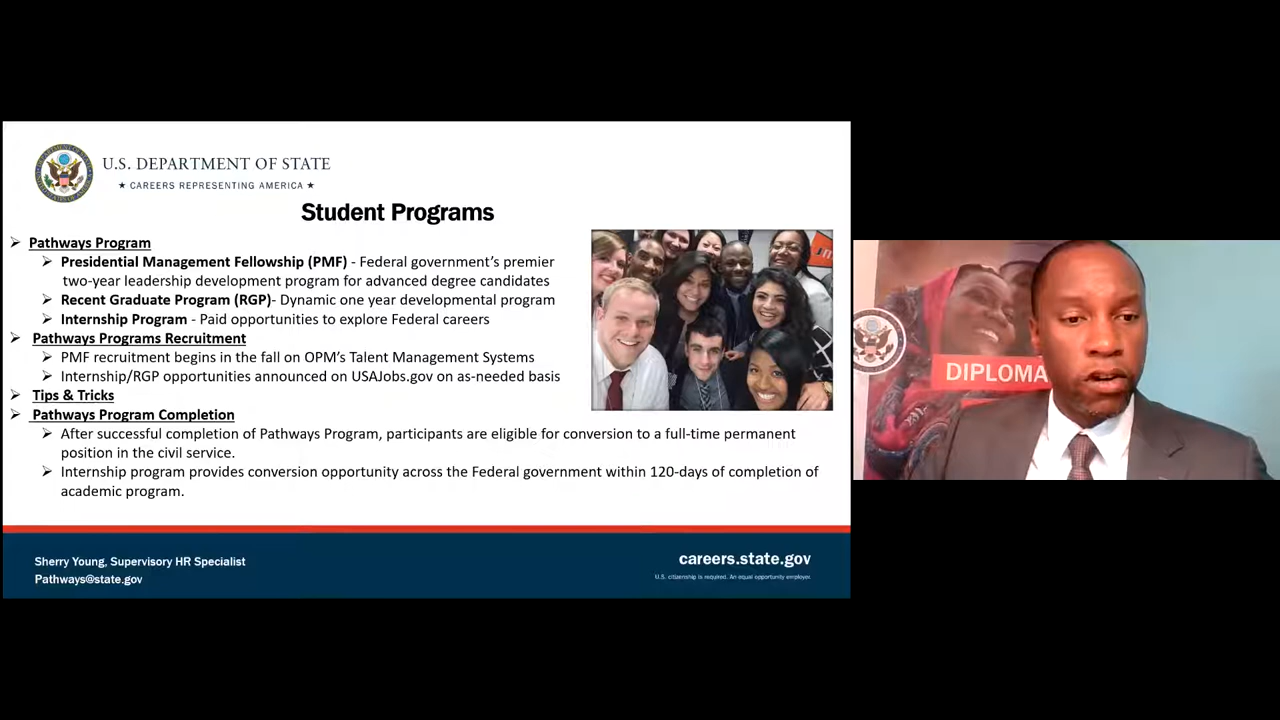 U.S. DEPARTMENT OF STATE
★ CAREERS REPRESENTING AMERICA ★
Student Programs
➢ Pathways Program
➢ Presidential Management Fellowship (PMF) - Federal government's premier
two-year leadership development program for advanced degree candidates
➢ Recent Graduate Program (RGP)- Dynamic one year developmental program
➢ Internship Program - Paid opportunities to explore Federal careers
➢ Pathways Programs Recruitment
➢ PMF recruitment begins in the fall on OPM's Talent Management Systems
➢ Internship/RGP opportunities announced on USAJobs.gov on as-needed basis
➢ Tips & Tricks
➢ Pathways Program Completion
➢ After successful completion of Pathways Program, participants are eligible for conversion to a full-time permanent
position in the civil service.
➢ Internship program provides conversion opportunity across the Federal government within 120-days of completion of
academic program.
Sherry Young, Supervisory HR Specialist
Pathways@state.gov
careers.state.gov
U.S. citizenship is required. An equal opportunity employer.
DIPLOMA